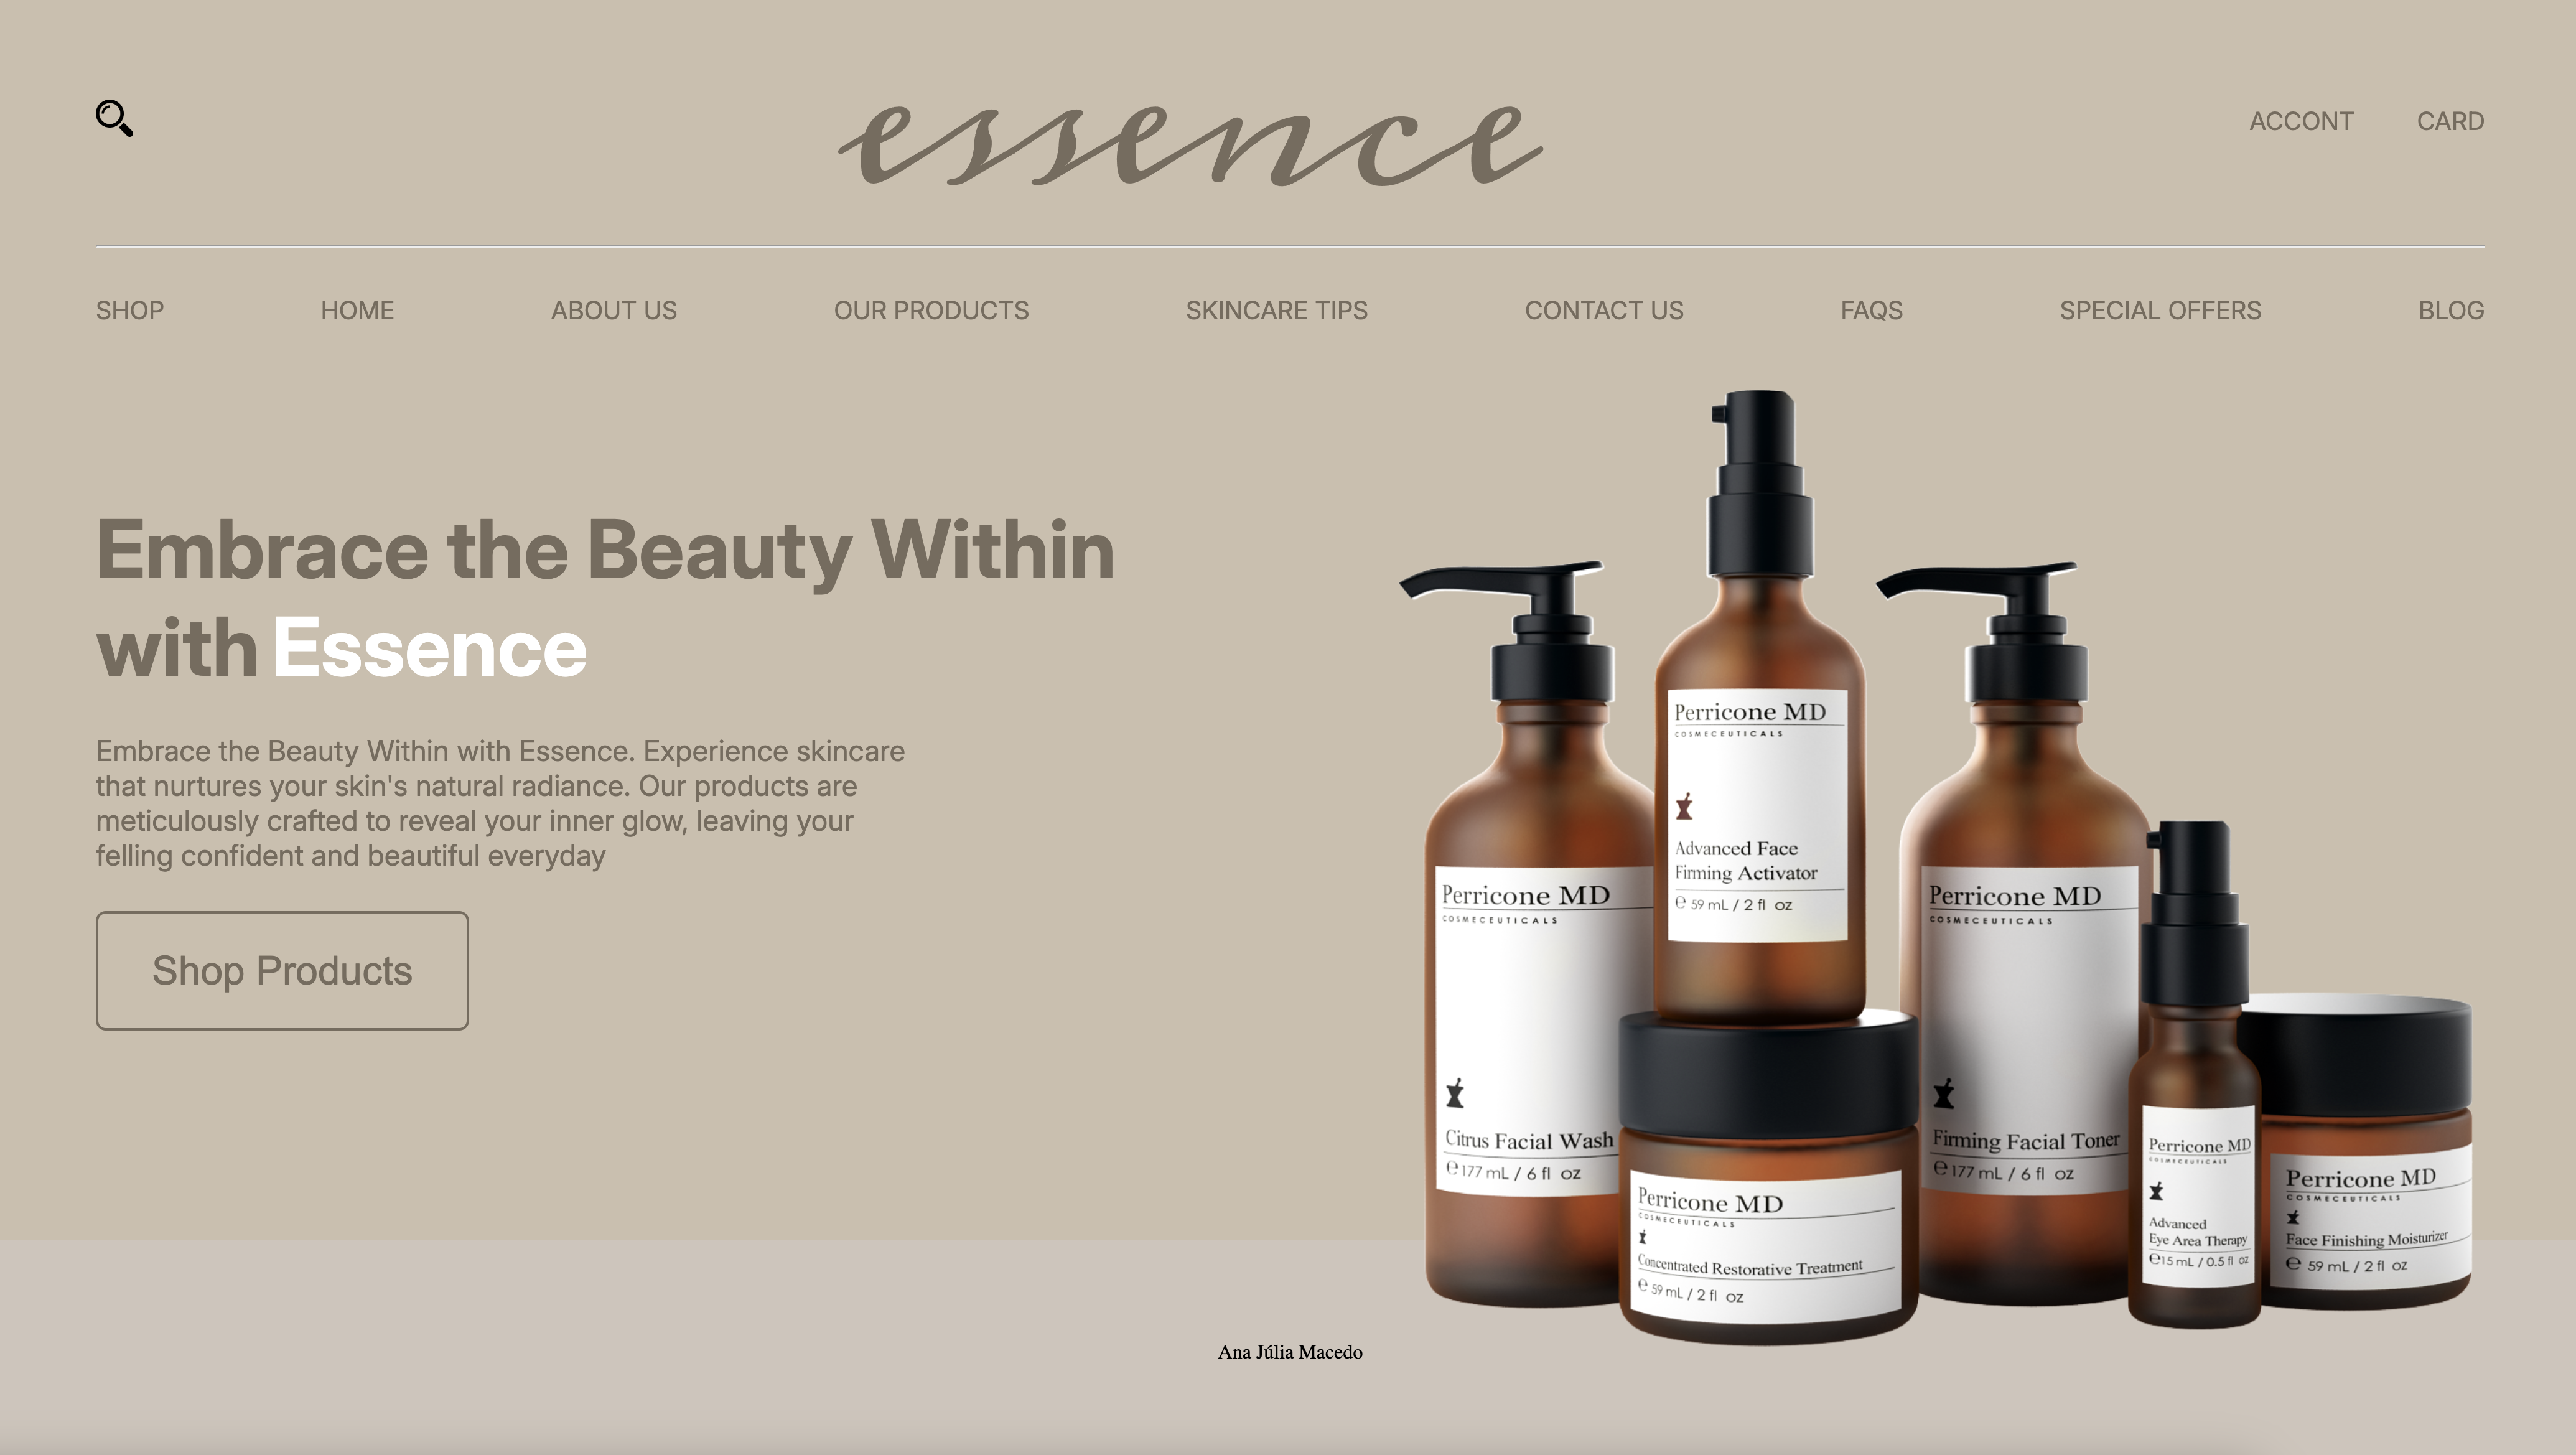 essence
ACCONT CARD
SHOP HOME ABOUT US OUR PRODUCTS SKINCARE TIPS CONTACT US FAQS SPECIAL OFFERS BLOG
Embrace the Beauty Within
with Essence
Embrace the Beauty Within with Essence. Experience skincare
that nurtures your skin's natural radiance. Our products are
meticulously crafted to reveal your inner glow, leaving your
felling confident and beautiful everyday
Shop Products
Perricone MD
COSMECEUTICALS
Advanced Face
Firming Activator
℮ 59 mL / 2 fl oz
Perricone MD
COSMECEUTICALS
Citrus Facial Wash
℮ 177 mL / 6 fl oz
Perricone MD
COSMECEUTICALS
Concentrated Restorative Treatment
℮ 59 mL / 2 fl oz
Perricone MD
COSMECEUTICALS
Firming Facial Toner
℮ 177 mL / 6 fl oz
Perricone MD
COSMECEUTICALS
Advanced
Eye Area Therapy
℮ 15 mL / 0.5 fl oz
Perricone MD
COSMECEUTICALS
Face Finishing Moisturizer
℮ 59 mL / 2 fl oz
Ana Júlia Macedo